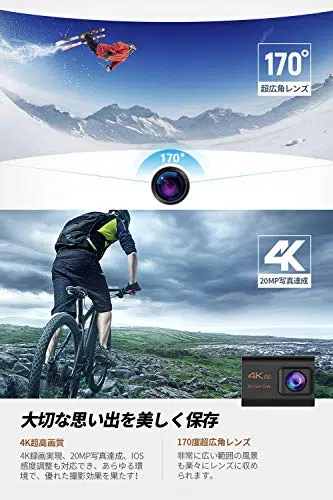 170°
超広角レンズ
170°
4K
20MP写真達成
4K
大切な思い出を美しく保存
4K超高画質
4K録画実現、20MP写真達成、IOS
感度調整も対応でき、あらゆる環
境で、優れた撮影効果を果たす!
170度超広角レンズ
非常に広い範囲の風景
も楽々にレンズに収め
られます。